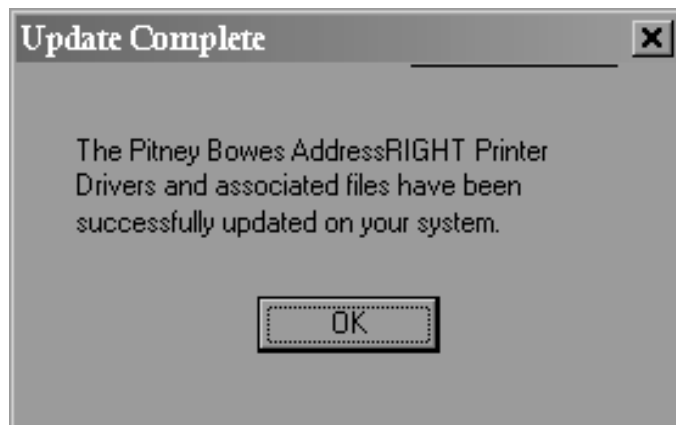 Update Complete
The Pitney Bowes AddressRIGHT Printer
Drivers and associated files have been
successfully updated on your system.
OK